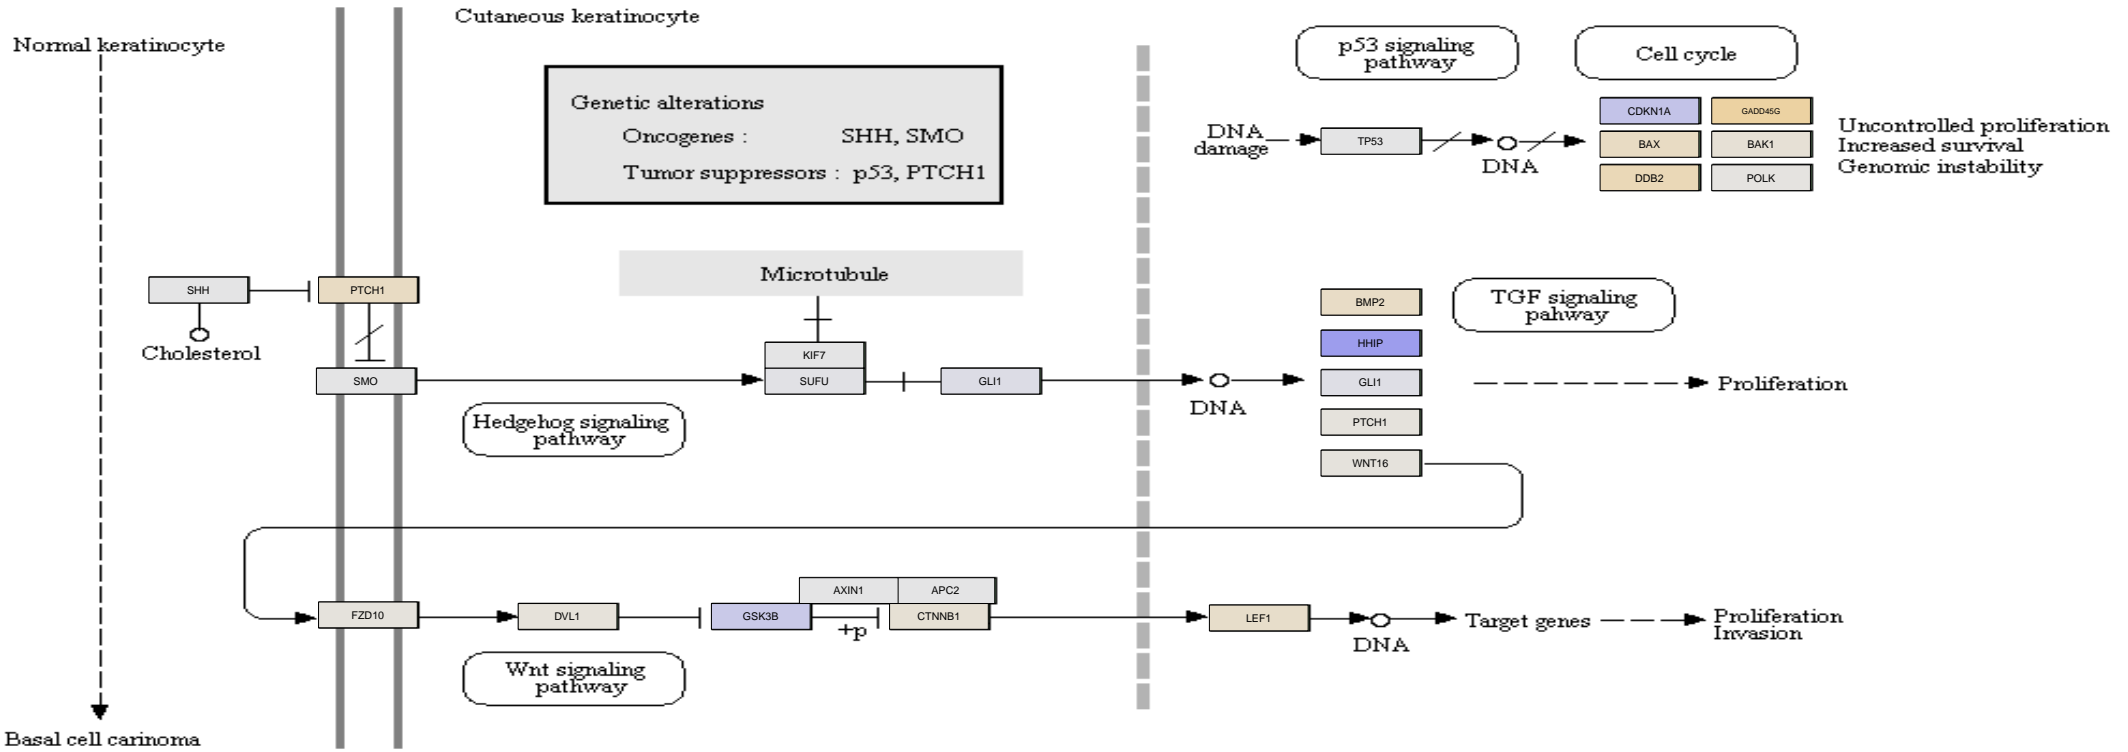 Cutaneous keratinocyte
Normal keratinocyte
Genetic alterations
Oncogenes : SHH, SMO
Tumor suppressors : p53, PTCH1
p53 signaling
pathway
Cell cycle
DNA
damage
TP53
DNA
CDKN1A
GADD45G
BAX
BAK1
DDB2
POLK
Uncontrolled proliferation
Increased survival
Genomic instability
SHH
PTCH1
Cholesterol
SMO
Microtubule
KIF7
SUFU
GLI1
Hedgehog signaling
pathway
DNA
BMP2
HHIP
GLI1
PTCH1
WNT16
TGF signaling
pahway
Proliferation
FZD10
DVL1
GSK3B
AXIN1
APC2
CTNNB1
+p
LEF1
DNA
Target genes
Proliferation
Invasion
Wnt signaling
pathway
Basal cell carinoma